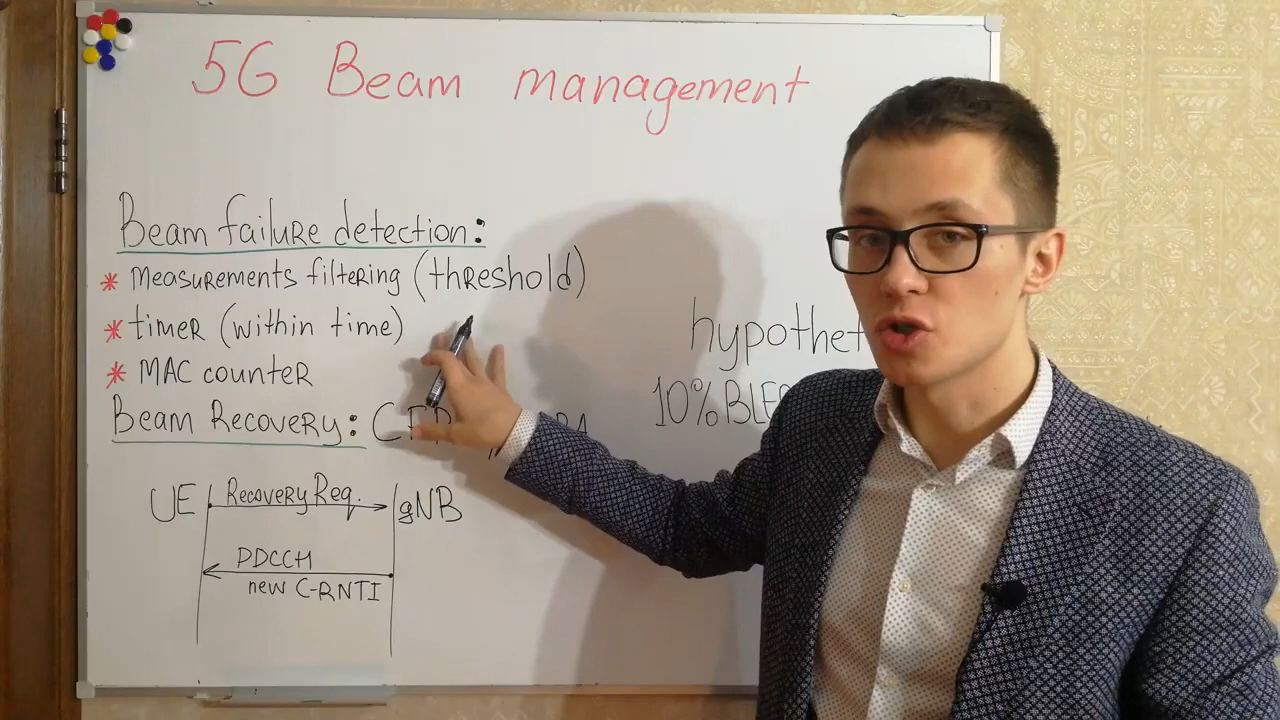 5G Beam management
Beam failure detection:
* measurements filtering (threshold)
* timer (within time)
* MAC counter
Beam Recovery:
hypothet
10% BLE
UE Recovery Req. gNB
PDCCH
new C-RNTI